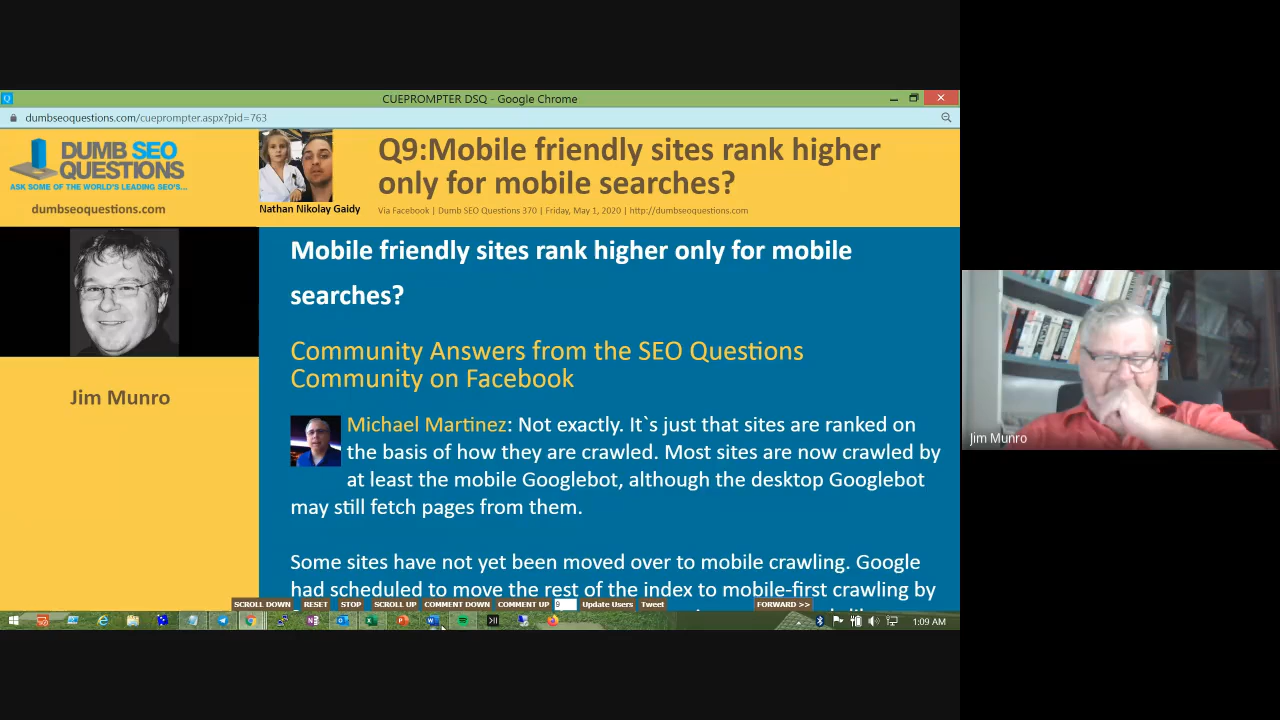 CUEPROMPTER DSQ - Google Chrome
dumbseoquestions.com/cueprompter.aspx?pid=763
DUMB SEO
QUESTIONS
ASK SOME OF THE WORLD'S LEADING SEO'S...
dumbseoquestions.com
Nathan Nikolay Gaidy
Q9:Mobile friendly sites rank higher
only for mobile searches?
Via Facebook | Dumb SEO Questions 370 | Friday, May 1, 2020 | http://dumbseoquestions.com
Jim Munro
Mobile friendly sites rank higher only for mobile
searches?
Community Answers from the SEO Questions
Community on Facebook
Michael Martinez: Not exactly. It`s just that sites are ranked on
the basis of how they are crawled. Most sites are now crawled by
at least the mobile Googlebot, although the desktop Googlebot
may still fetch pages from them.
Some sites have not yet been moved over to mobile crawling. Google
had scheduled to move the rest of the index to mobile-first crawling by
SCROLL DOWN RESET STOP SCROLL UP COMMENT DOWN COMMENT UP 9 Update Users Tweet FORWARD >>
1:09 AM
Jim Munro